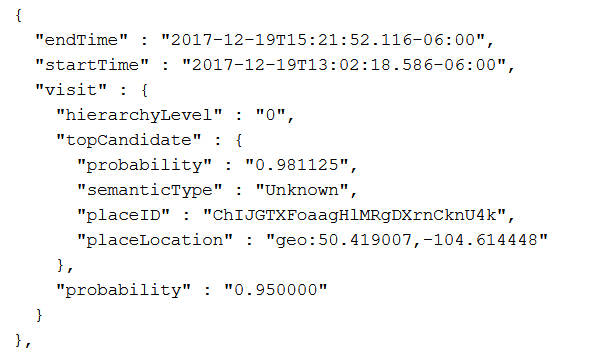 {
"endTime" : "2017-12-19T15:21:52.116-06:00",
"startTime" : "2017-12-19T13:02:18.586-06:00",
"visit" : {
"hierarchyLevel" : "0",
"topCandidate" : {
"probability" : "0.981125",
"semanticType" : "Unknown",
"placeID" : "ChIJGTXFoaagHlMRgDXrnCknU4k",
"placeLocation" : "geo:50.419007,-104.614448"
},
"probability" : "0.950000"
}
},